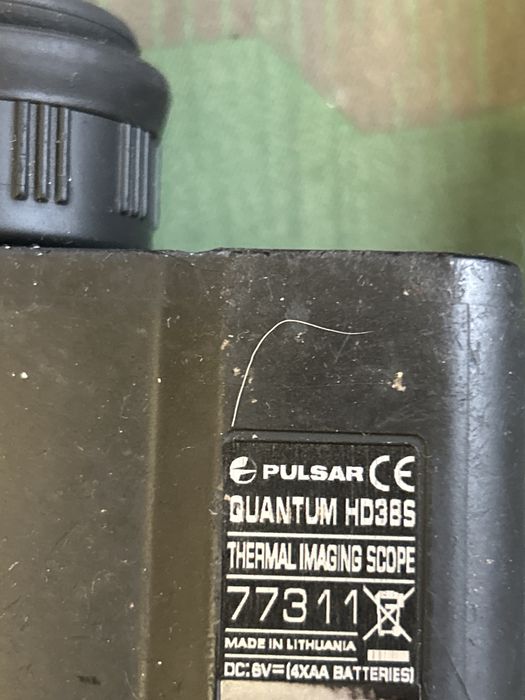 PULSAR CE
QUANTUM HD38S
THERMAL IMAGING SCOPE
77311
MADE IN LITHUANIA
DC:6V=(4XAA BATTERIES)